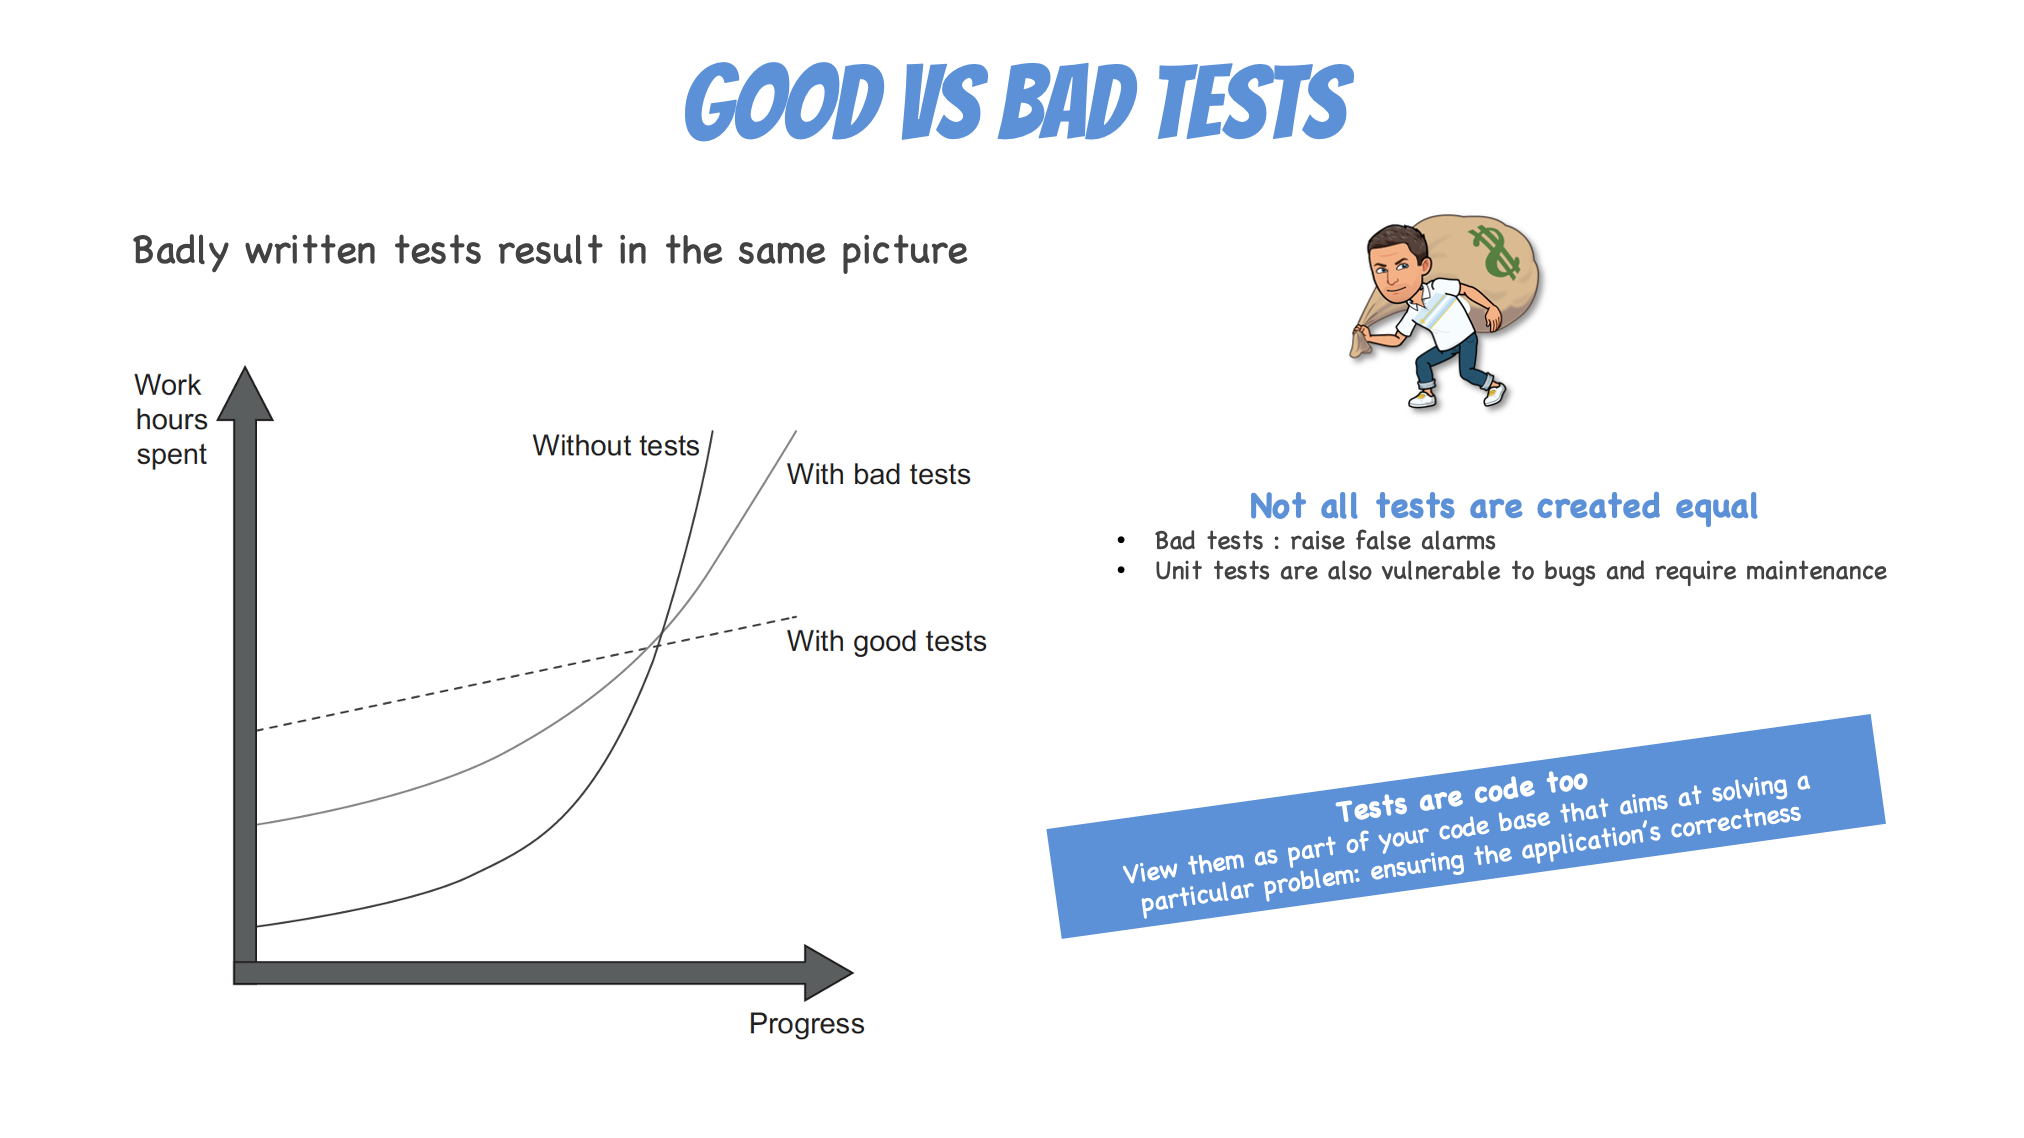 GOOD VS BAD TESTS
Badly written tests result in the same picture
Work
hours
spent
Without tests
With bad tests
With good tests
Progress
$
Not all tests are created equal
• Bad tests : raise false alarms
• Unit tests are also vulnerable to bugs and require maintenance
Tests are code too
View them as part of your code base that aims at solving a
particular problem: ensuring the application’s correctness